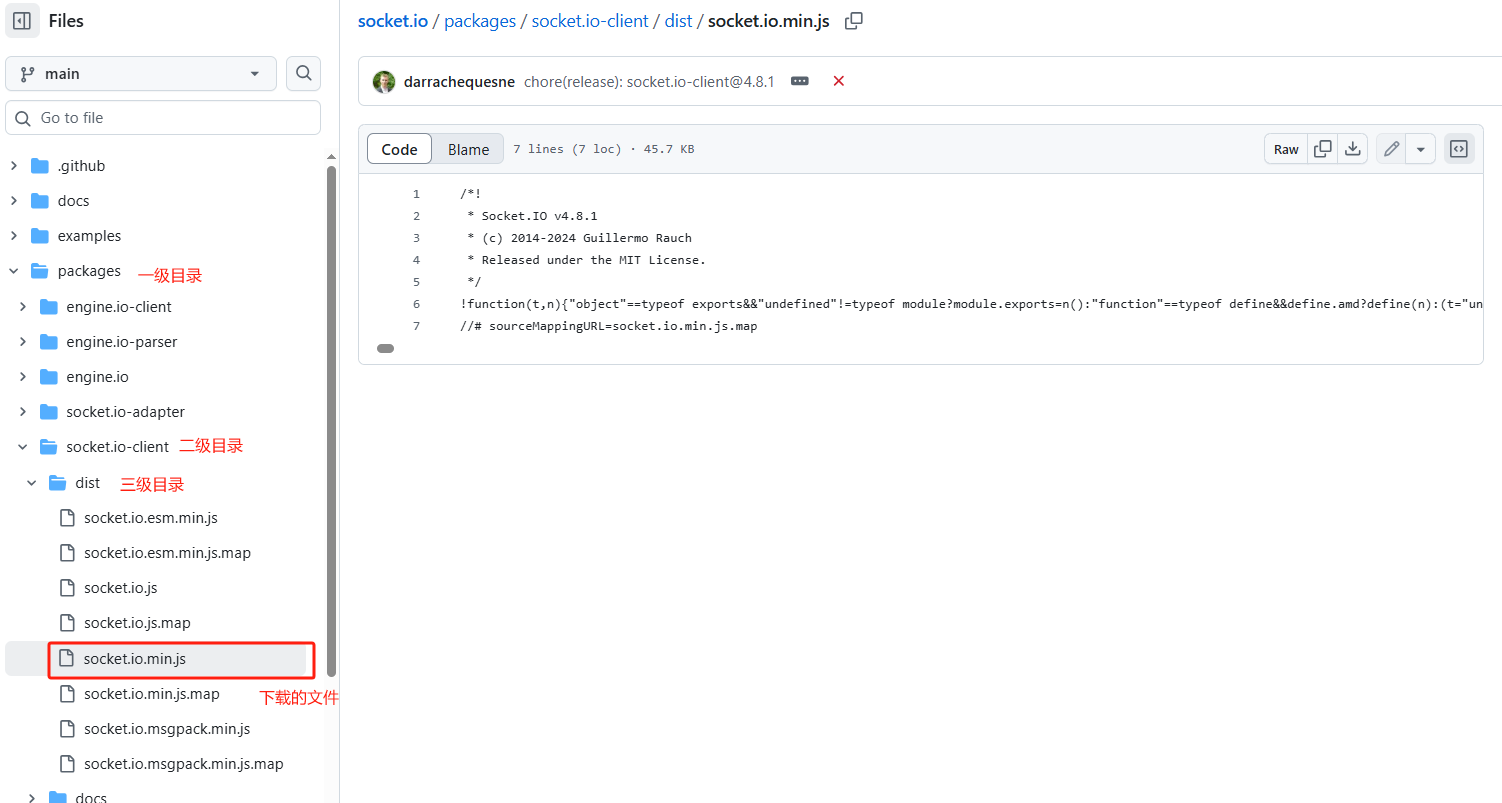 Files
main
Go to file
.github
docs
examples
packages 一级目录
engine.io-client
engine.io-parser
engine.io
socket.io-adapter
socket.io-client 二级目录
dist 三级目录
socket.io.esm.min.js
socket.io.esm.min.js.map
socket.io.js
socket.io.js.map
socket.io.min.js
socket.io.min.js.map 下载的文件
socket.io.msgpack.min.js
socket.io.msgpack.min.js.map
docs
socket.io / packages / socket.io-client / dist / socket.io.min.js
darrachequesne chore(release): socket.io-client@4.8.1
Code Blame 7 lines (7 loc) · 45.7 KB Raw
1 /*!
2 * Socket.IO v4.8.1
3 * (c) 2014-2024 Guillermo Rauch
4 * Released under the MIT License.
5 */
6 !function(t,n){"object"==typeof exports&&"undefined"!=typeof module?module.exports=n():"function"==typeof define&&define.amd?define(n):(t="un
7 //# sourceMappingURL=socket.io.min.js.map